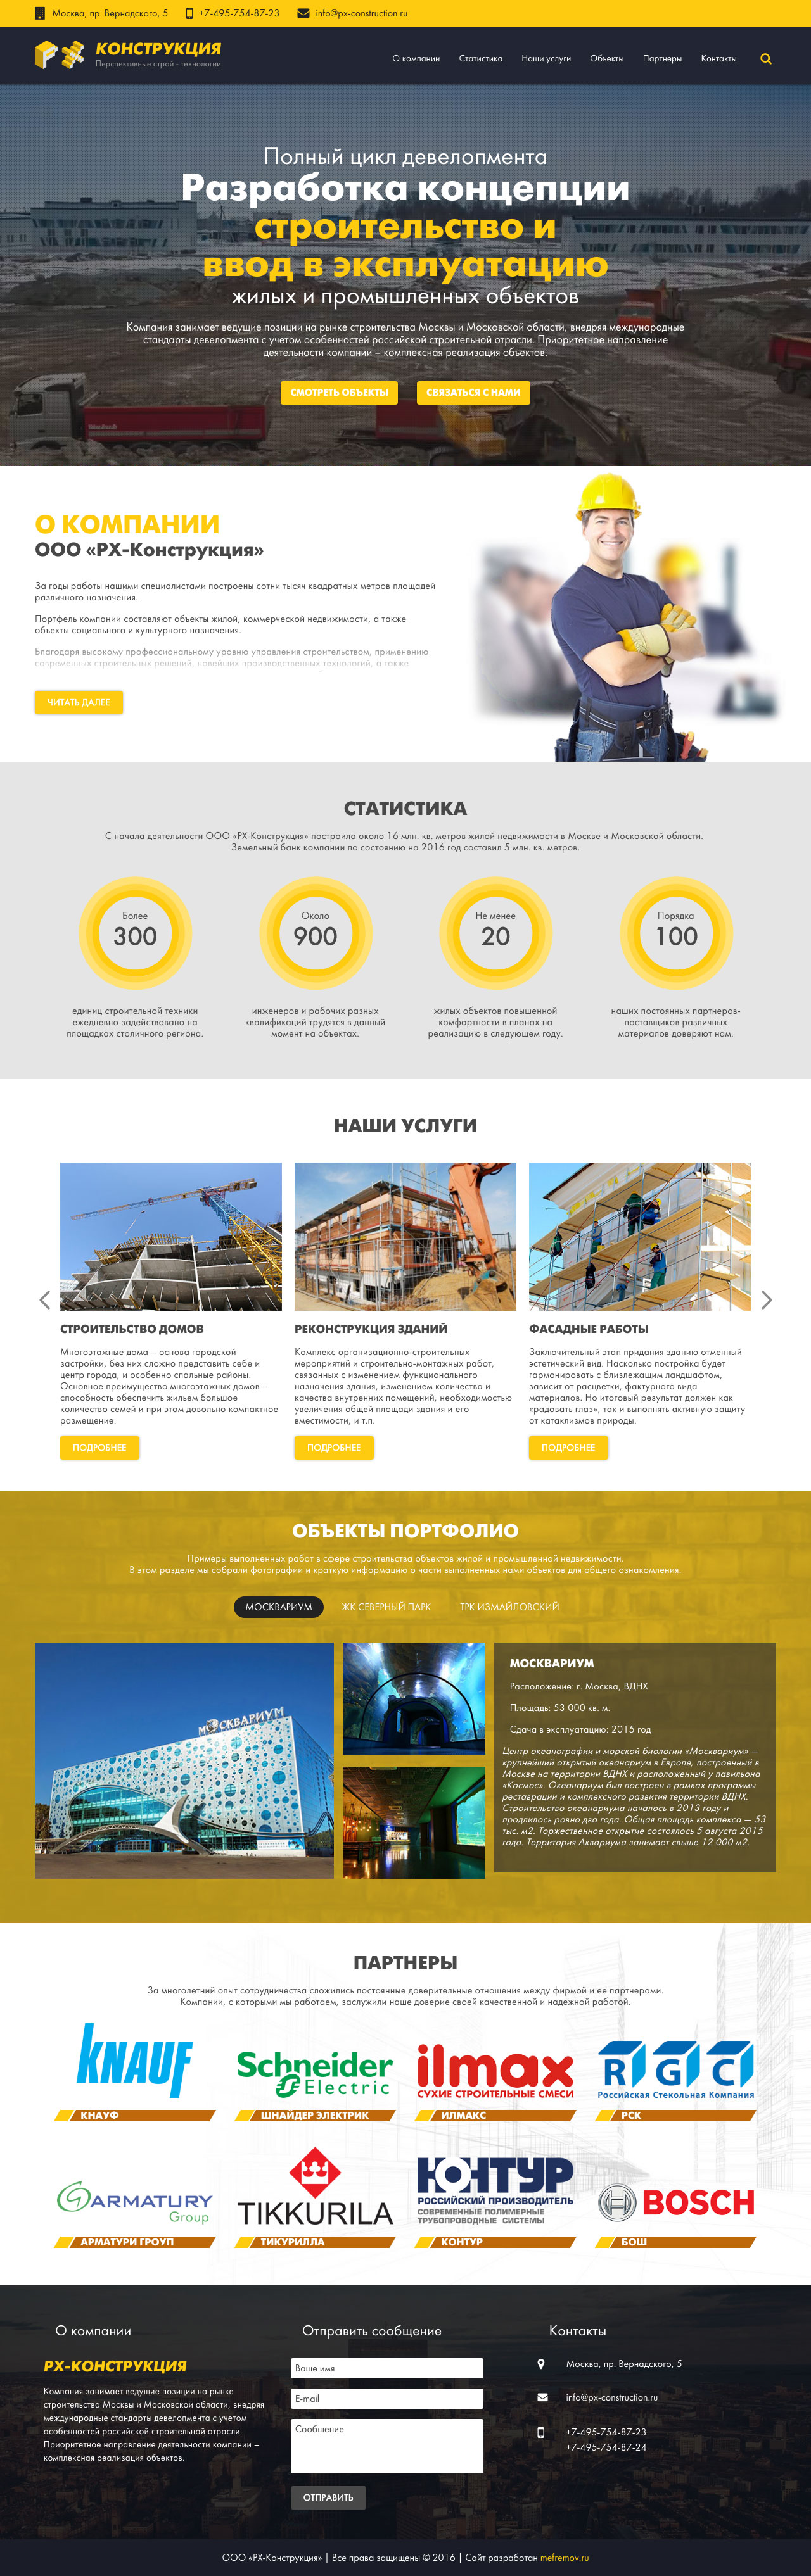 Москва, пр. Вернадского, 5 +7-495-754-87-23 info@px-construction.ru
КОНСТРУКЦИЯ
Перспективные строй - технологии
О компании Статистика Наши услуги Объекты Партнеры Контакты
Полный цикл девелопмента
Разработка концепции
строительство и
ввод в эксплуатацию
жилых и промышленных объектов
Компания занимает ведущие позиции на рынке строительства Москвы и Московской области, внедряя международные
стандарты девелопмента с учетом особенностей российской строительной отрасли. Приоритетное направление
деятельности компании – комплексная реализация объектов.
СМОТРЕТЬ ОБЪЕКТЫ СВЯЗАТЬСЯ С НАМИ
О КОМПАНИИ
ООО «PX-Конструкция»
За годы работы нашими специалистами построены сотни тысяч квадратных метров площадей
различного назначения.
Портфель компании составляют объекты жилой, коммерческой недвижимости, а также
объекты социального и культурного назначения.
Благодаря высокому профессиональному уровню управления строительством, применению
современных строительных решений, новейших производственных технологий, а также
ЧИТАТЬ ДАЛЕЕ
СТАТИСТИКА
С начала деятельности ООО «PX-Конструкция» построила около 16 млн. кв. метров жилой недвижимости в Москве и Московской области.
Земельный банк компании по состоянию на 2016 год составил 5 млн. кв. метров.
Более
300
единиц строительной техники
ежедневно задействовано на
площадках столичного региона.
Около
900
инженеров и рабочих разных
квалификаций трудятся в данный
момент на объектах.
Не менее
20
жилых объектов повышенной
комфортности в планах на
реализацию в следующем году.
Порядка
100
наших постоянных партнеров-
поставщиков различных
материалов доверяют нам.
НАШИ УСЛУГИ
СТРОИТЕЛЬСТВО ДОМОВ
Многоэтажные дома – основа городской
застройки, без них сложно представить себе и
центр города, и особенно спальные районы.
Основное преимущество многоэтажных домов –
способность обеспечить жильем большое
количество семей и при этом довольно компактное
размещение.
ПОДРОБНЕЕ
РЕКОНСТРУКЦИЯ ЗДАНИЙ
Комплекс организационно-строительных
мероприятий и строительно-монтажных работ,
связанных с изменением функционального
назначения здания, изменением количества и
качества внутренних помещений, необходимостью
увеличения общей площади здания и его
вместимости, и т.п.
ПОДРОБНЕЕ
ФАСАДНЫЕ РАБОТЫ
Заключительный этап придания зданию отменный
эстетический вид. Насколько постройка будет
гармонировать с близлежащим ландшафтом,
зависит от расцветки, фактурного вида
материалов. Но итоговый результат должен как
«радовать глаз», так и выполнять активную защиту
от катаклизмов природы.
ПОДРОБНЕЕ
ОБЪЕКТЫ ПОРТФОЛИО
Примеры выполненных работ в сфере строительства объектов жилой и промышленной недвижимости.
В этом разделе мы собрали фотографии и краткую информацию о части выполненных нами объектов для общего ознакомления.
МОСКВАРИУМ ЖК СЕВЕРНЫЙ ПАРК ТРК ИЗМАЙЛОВСКИЙ
МОСКВАРИУМ
МОСКВАРИУМ
Расположение: г. Москва, ВДНХ
Площадь: 53 000 кв. м.
Сдача в эксплуатацию: 2015 год
Центр океанографии и морской биологии «Москвариум» —
крупнейший открытый океанариум в Европе, построенный в
Москве на территории ВДНХ и расположенный у павильона
«Космос». Океанариум был построен в рамках программы
реставрации и комплексного развития территории ВДНХ.
Строительство океанариума началось в 2013 году и
продлилось ровно два года. Общая площадь комплекса — 53
тыс. м2. Торжественное открытие состоялось 5 августа 2015
года. Территория Аквариума занимает свыше 12 000 м2.
ПАРТНЕРЫ
За многолетний опыт сотрудничества сложились постоянные доверительные отношения между фирмой и ее партнерами.
Компании, с которыми мы работаем, заслужили наше доверие своей качественной и надежной работой.
KNAUF
КНАУФ
Schneider
Electric
ШНАЙДЕР ЭЛЕКТРИК
ilmax
СУХИЕ СТРОИТЕЛЬНЫЕ СМЕСИ
ИЛМАКС
RGC
Российская Стекольная Компания
РСК
GARMATURY
Group
АРМАТУРИ ГРОУП
TIKKURILA
ТИКУРИЛЛА
КОНТУР
РОССИЙСКИЙ ПРОИЗВОДИТЕЛЬ
СОВРЕМЕННЫЕ ПОЛИМЕРНЫЕ
ТРУБОПРОВОДНЫЕ СИСТЕМЫ
КОНТУР
BOSCH
БОШ
О компании
PX-КОНСТРУКЦИЯ
Компания занимает ведущие позиции на рынке
строительства Москвы и Московской области, внедряя
международные стандарты девелопмента с учетом
особенностей российской строительной отрасли.
Приоритетное направление деятельности компании –
комплексная реализация объектов.
Отправить сообщение
Ваше имя
E-mail
Сообщение
ОТПРАВИТЬ
Контакты
Москва, пр. Вернадского, 5
info@px-construction.ru
+7-495-754-87-23
+7-495-754-87-24
ООО «PX-Конструкция» | Все права защищены © 2016 | Сайт разработан mefremov.ru